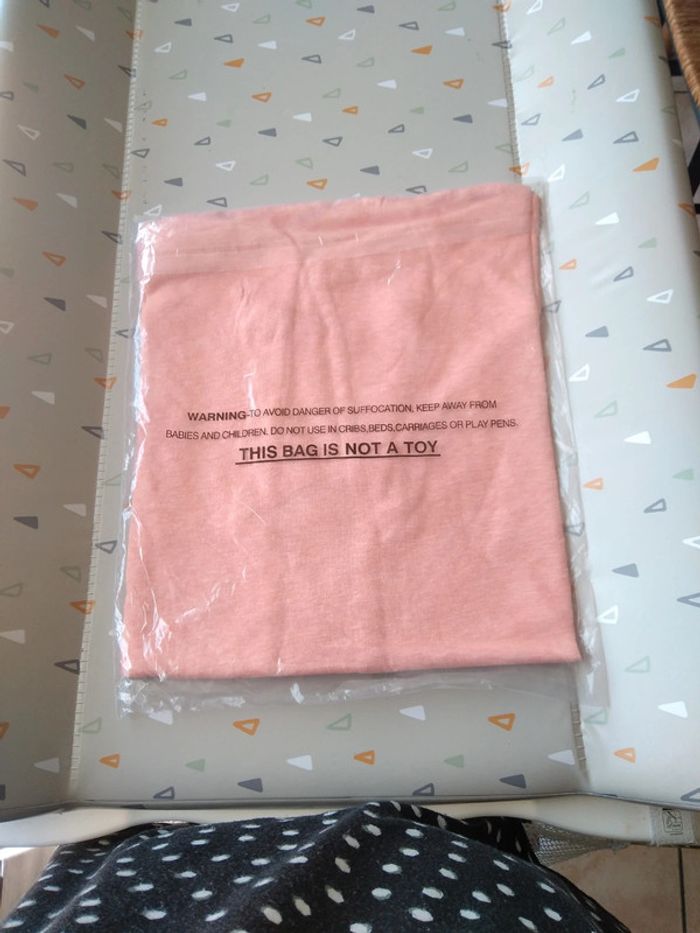 WARNING-TO AVOID DANGER OF SUFFOCATION, KEEP AWAY FROM
BABIES AND CHILDREN. DO NOT USE IN CRIBS,BEDS,CARRIAGES OR PLAY PENS.
THIS BAG IS NOT A TOY